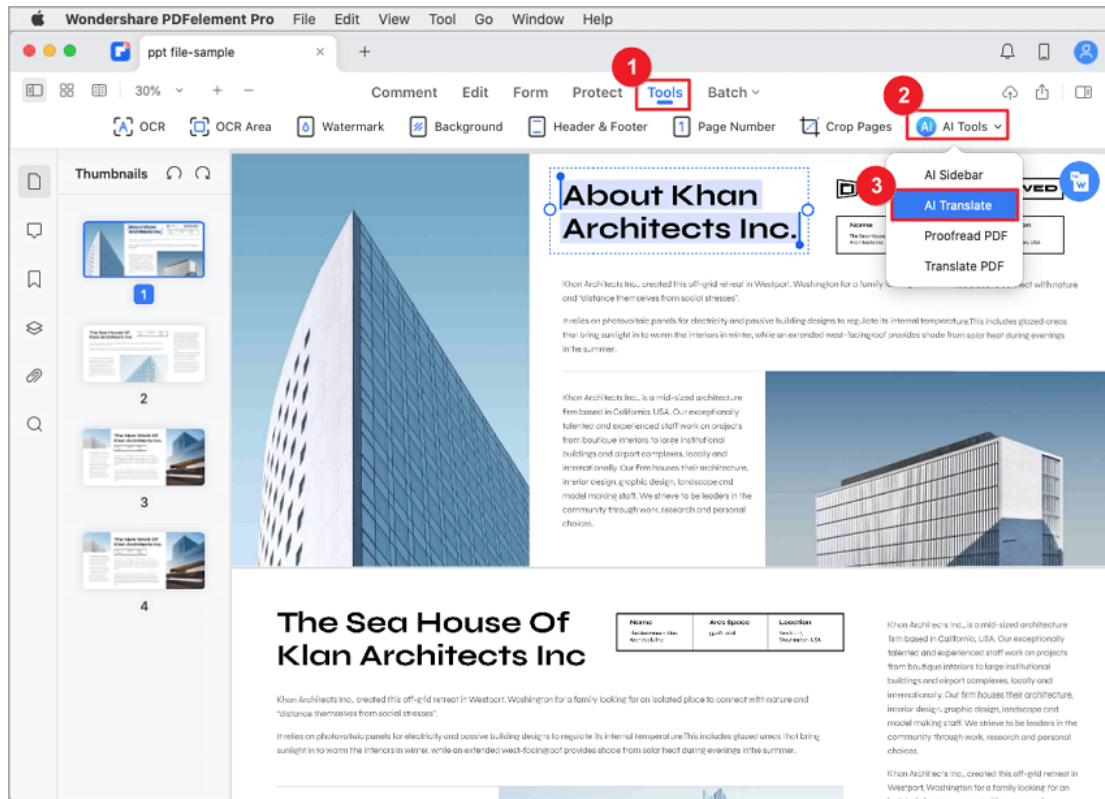 Wondershare PDFelement Pro File Edit View Tool Go Window Help
ppt file-sample
30%
Comment Edit Form Protect Tools Batch
1
2
OCR OCR Area Watermark Background Header & Footer Page Number Crop Pages AI AI Tools
Thumbnails
AI Sidebar
3
AI Translate
Proofread PDF
Translate PDF
1
2
3
4
About Khan
Architects Inc.
VED
Name
Khan Architects Inc., created this off-grid retreat in Westport, Washington for a family
connect with nature
and "distance themselves from social stresses".
It relies on photovoltaic panels for electricity and passive building designs to regulate its internal temperature.This includes glazed areas
that bring sunlight in to warm the interiors in winter, while an extended west-facingroof provides shade from solar heat during evenings
in the summer.
Khan Architects Inc., is a mid-sized architecture
firm based in California, USA. Our exceptionally
talented and experienced staff work on projects
from boutique interiors to large institutional
buildings and airport complexes, locally and
internationally. Our firm houses their architecture,
interior design, graphic design, landscape and
model making staff. We strieve to be leaders in the
community through work, research and personal
choices.
The Sea House Of
Klan Architects Inc
Name Area Space Location
Khan Architects Inc., created this off-grid retreat in Westport, Washington for a family looking for an isolated place to connect with nature and
"distance themselves from social stresses".
It relies on photovoltaic panels for electricity and passive building designs to regulate its internal temperature.This includes glazed areas that bring
sunlight in to warm the interiors in winter, while an extended west-facingroof provides shade from solar heat during evenings in the summer.
Khan Architects Inc., is a mid-sized architecture
firm based in California, USA. Our exceptionally
talented and experienced staff work on projects
from boutique interiors to large institutional
buildings and airport complexes, locally and
internationally. Our firm houses their architecture,
interior design, graphic design, landscape and
model making staff. We strieve to be leaders in the
community through work, research and personal
choices.
Khan Architects Inc., created this off-grid retreat in
Westport, Washington for a family looking for an